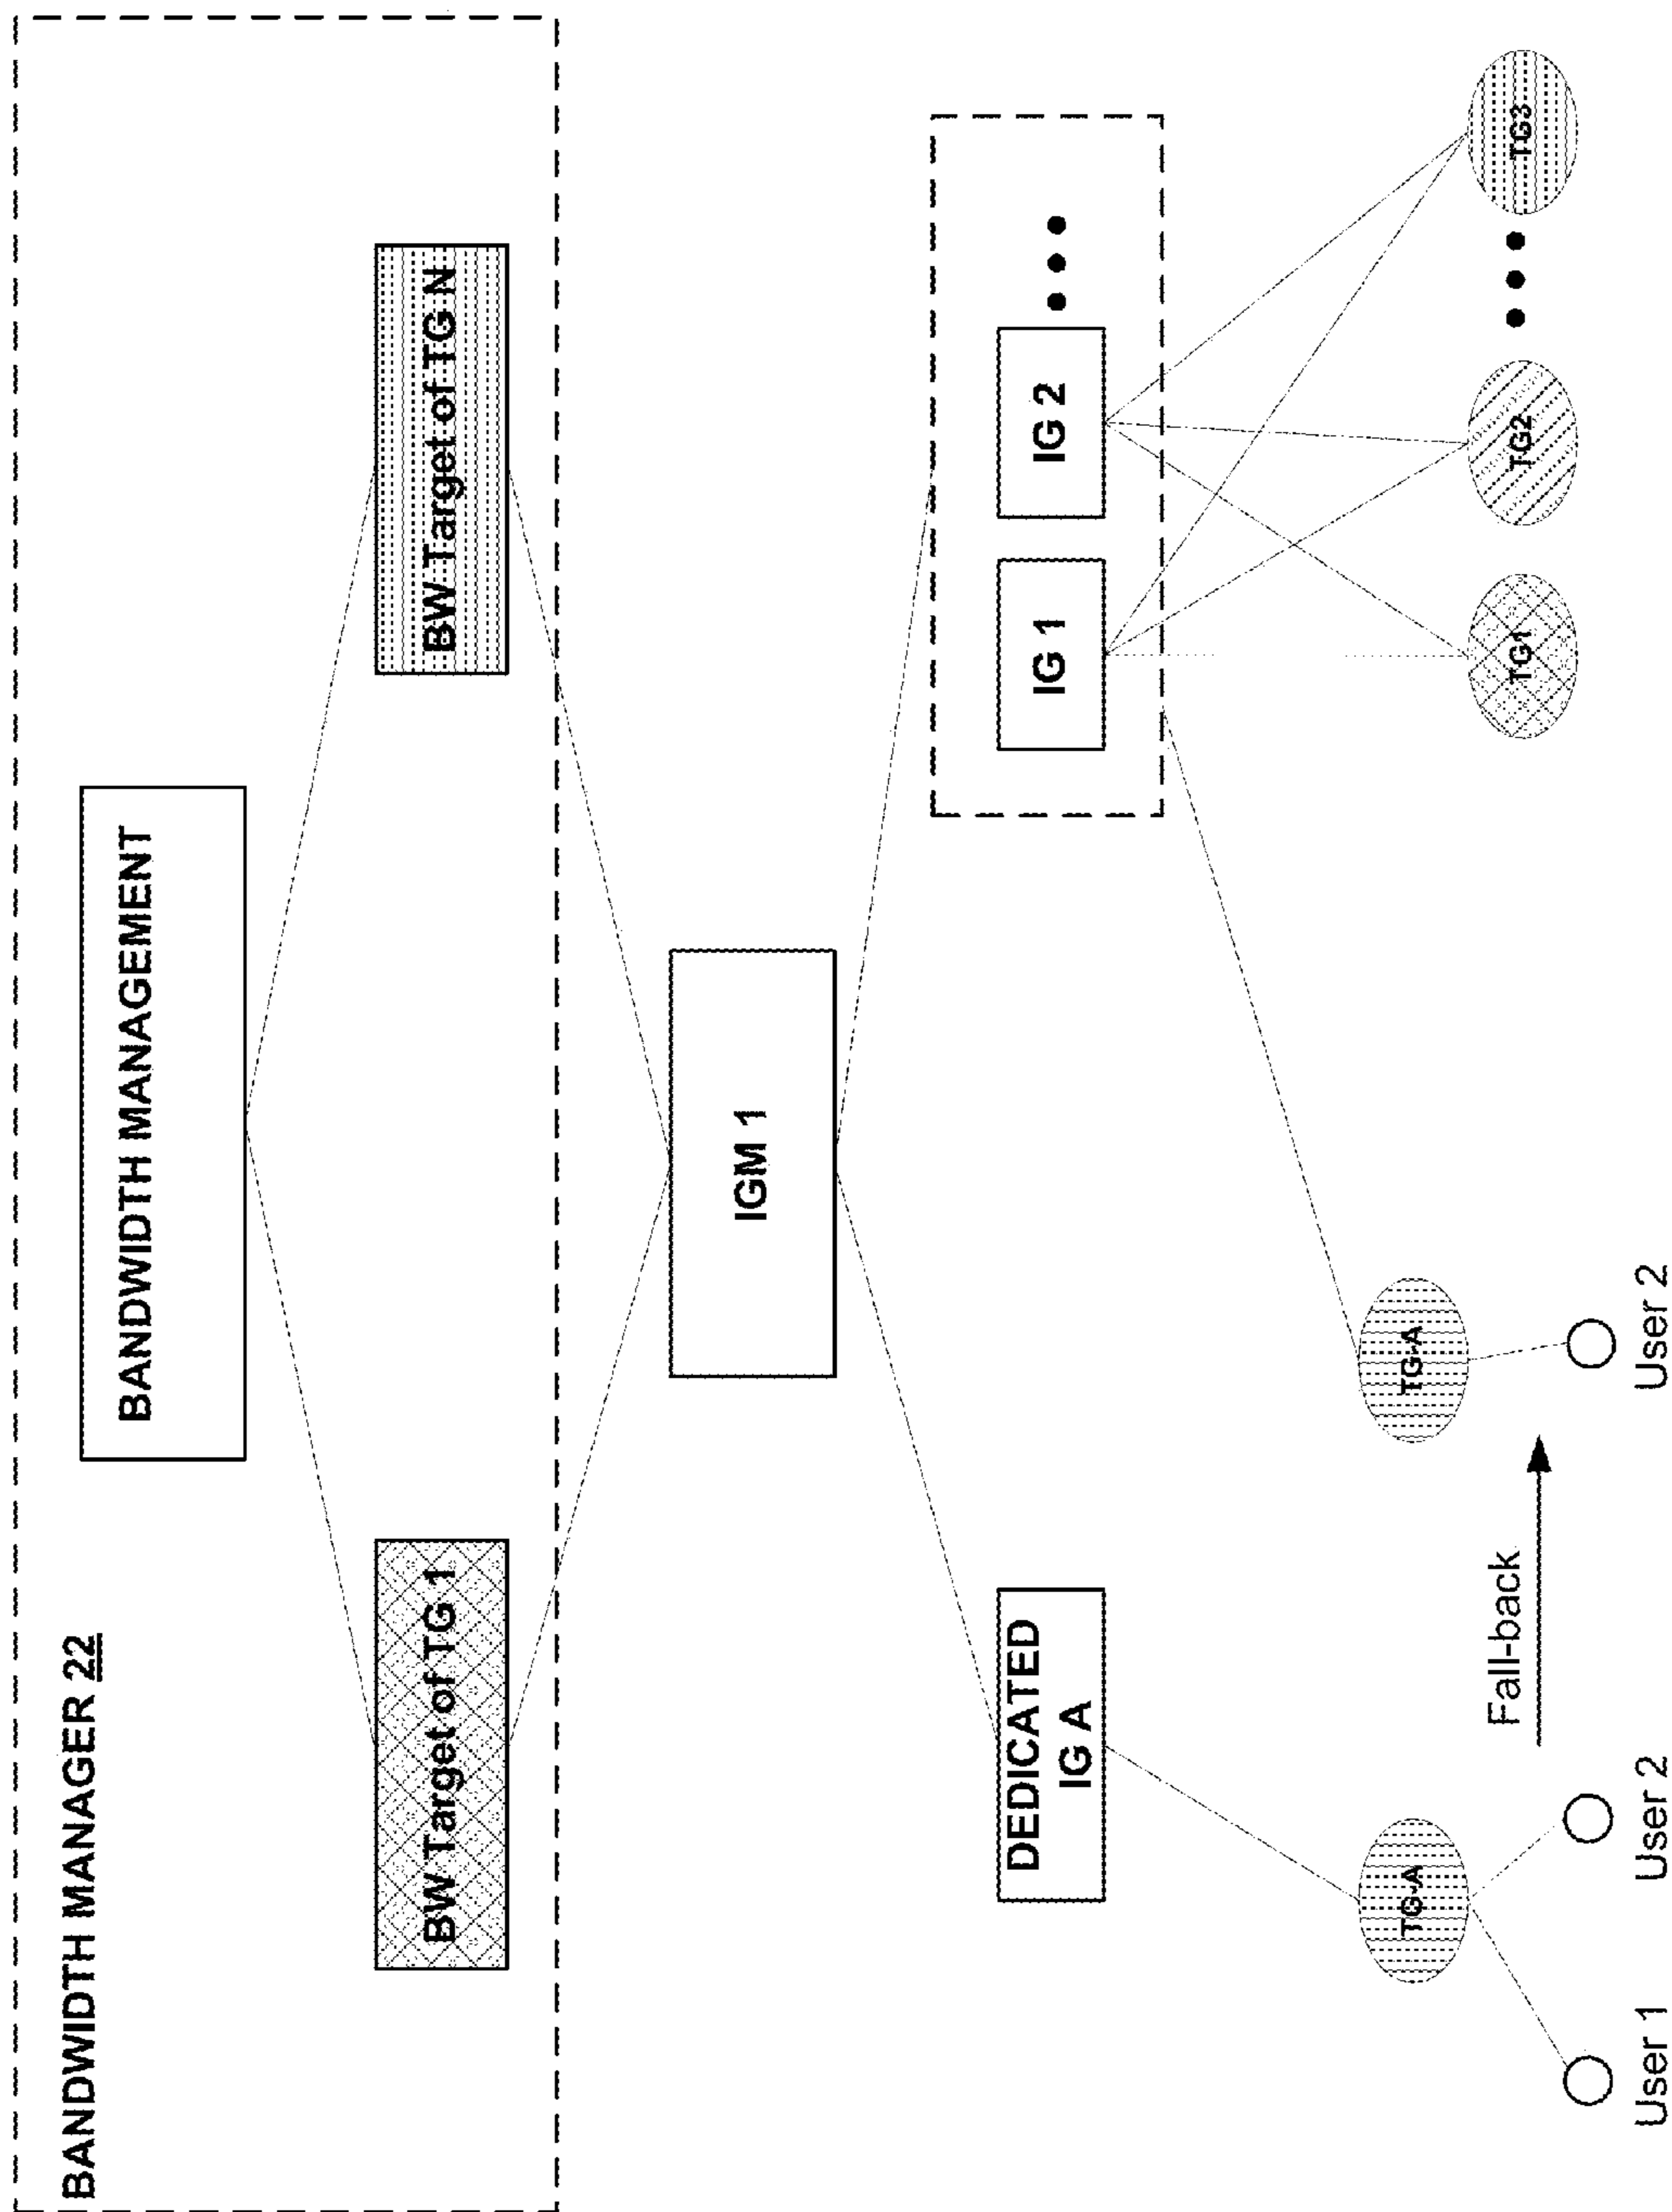 BANDWIDTH MANAGER 22
BANDWIDTH MANAGEMENT
BW Target of TG 1
BW Target of TG N
IGM 1
DEDICATED
IG A
IG 1
IG 2
TG-A
TG-A
TG1
TG2
TG3
Fall-back
User 1
User 2
User 2